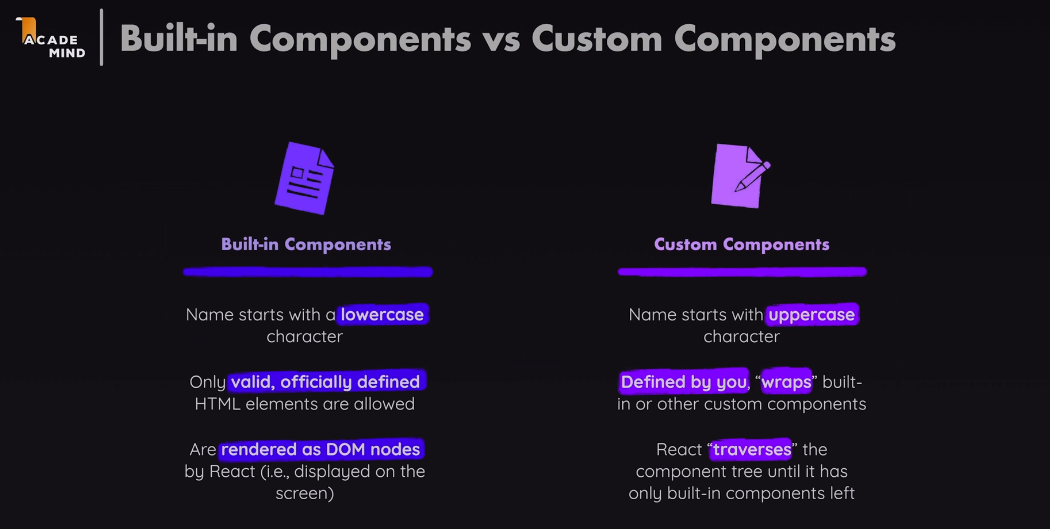 ACADE
MIND
Built-in Components vs Custom Components
Built-in Components
Name starts with a lowercase
character
Only valid, officially defined
HTML elements are allowed
Are rendered as DOM nodes
by React (i.e., displayed on the
screen)
Custom Components
Name starts with uppercase
character
Defined by you, “wraps” built-
in or other custom components
React “traverses” the
component tree until it has
only built-in components left